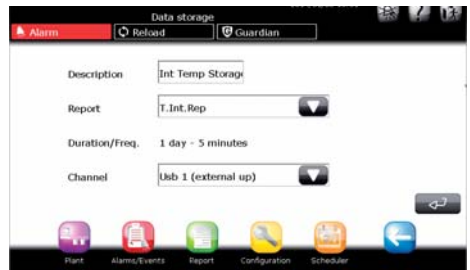 Data storage
Alarm Reload Guardian
Description Int Temp Storage
Report T.Int.Rep
Duration/Freq. 1 day - 5 minutes
Channel Usb 1 (external up)
Plant Alarms/Events Report Configuration Scheduler